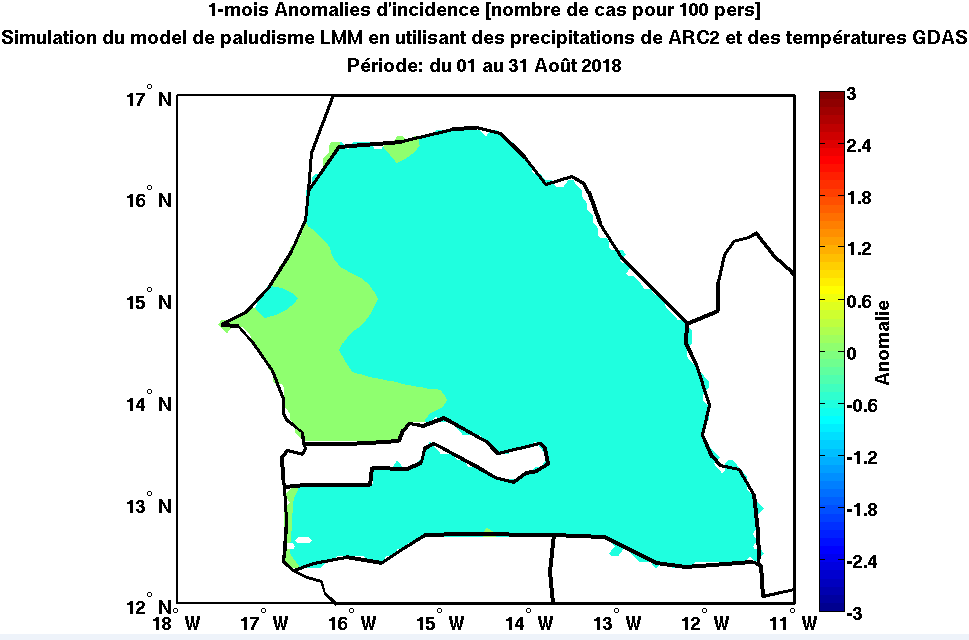 1-mois Anomalies d'incidence [nombre de cas pour 100 pers]
Simulation du model de paludisme LMM en utilisant des precipitations de ARC2 et des températures GDAS
Période: du 01 au 31 Août 2018
17° N
16° N
15° N
14° N
13° N
12° N
18° W 17° W 16° W 15° W 14° W 13° W 12° W 11° W
3
2.4
1.8
1.2
0.6
0
-0.6
-1.2
-1.8
-2.4
-3
Anomalie